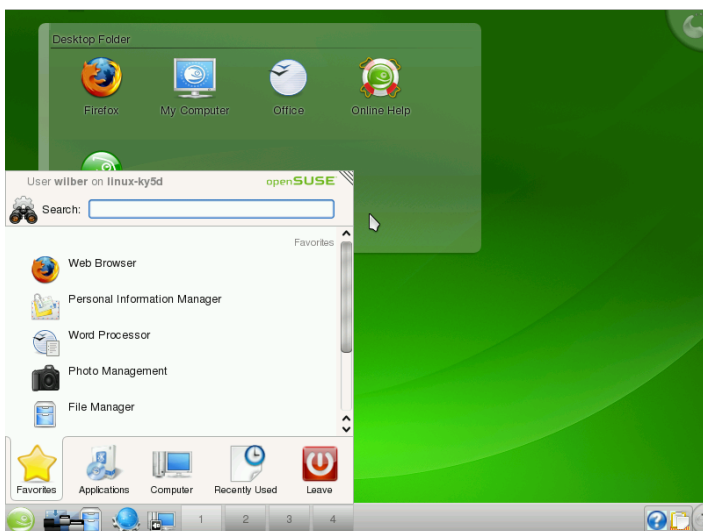 Desktop Folder
Firefox
My Computer
Office
Online Help
User wilber on linux-ky5d
openSUSE
Search:
Favorites
Web Browser
Personal Information Manager
Word Processor
Photo Management
File Manager
Favorites
Applications
Computer
Recently Used
Leave
1
2
3
4